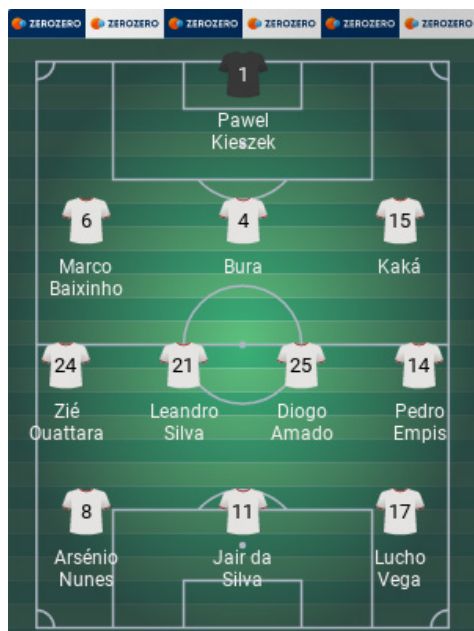 ZEROZERO ZEROZERO ZEROZERO ZEROZERO ZEROZERO ZEROZERO
1
Pawel
Kieszek
6 4 15
Marco Bura Kaká
Baixinho
24 21 25 14
Zié Leandro Diogo Pedro
Ouattara Silva Amado Empis
8 11 17
Arsénio Jair da Lucho
Nunes Silva Vega